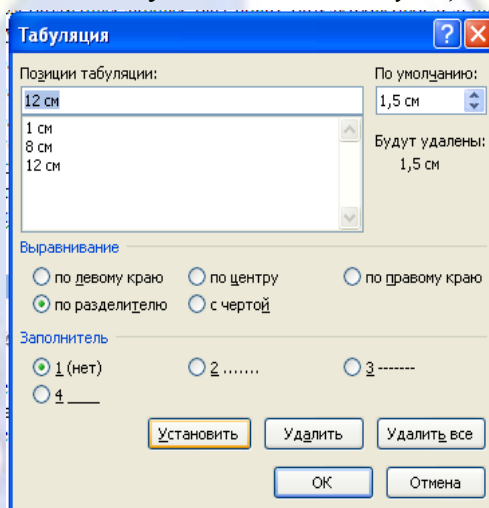 Табуляция
Позиции табуляции:
По умолчанию:
12 см
1,5 см
1 см
8 см
12 см
Будут удалены:
1,5 см
Выравнивание
по левому краю по центру по правому краю
по разделителю с чертой
Заполнитель
1 (нет) 2 ....... 3 -------
4 ____
Установить Удалить Удалить все
ОК Отмена